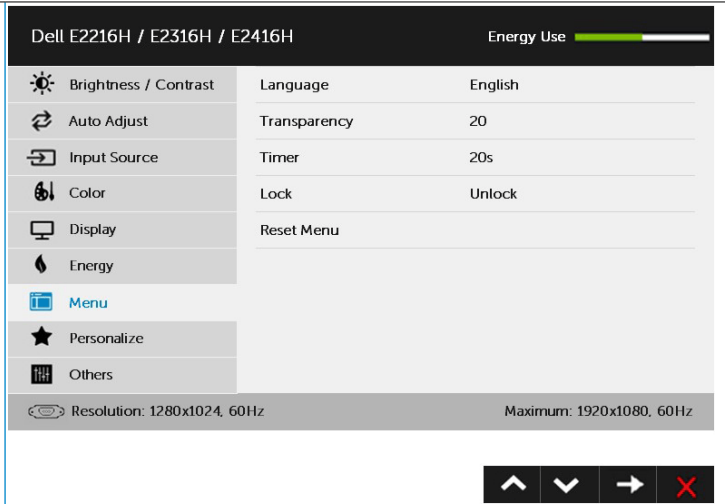 Dell E2216H / E2316H / E2416H Energy Use
Brightness / Contrast
Auto Adjust
Input Source
Color
Display
Energy
Menu
Personalize
Others
Language English
Transparency 20
Timer 20s
Lock Unlock
Reset Menu
Resolution: 1280x1024, 60Hz Maximum: 1920x1080, 60Hz